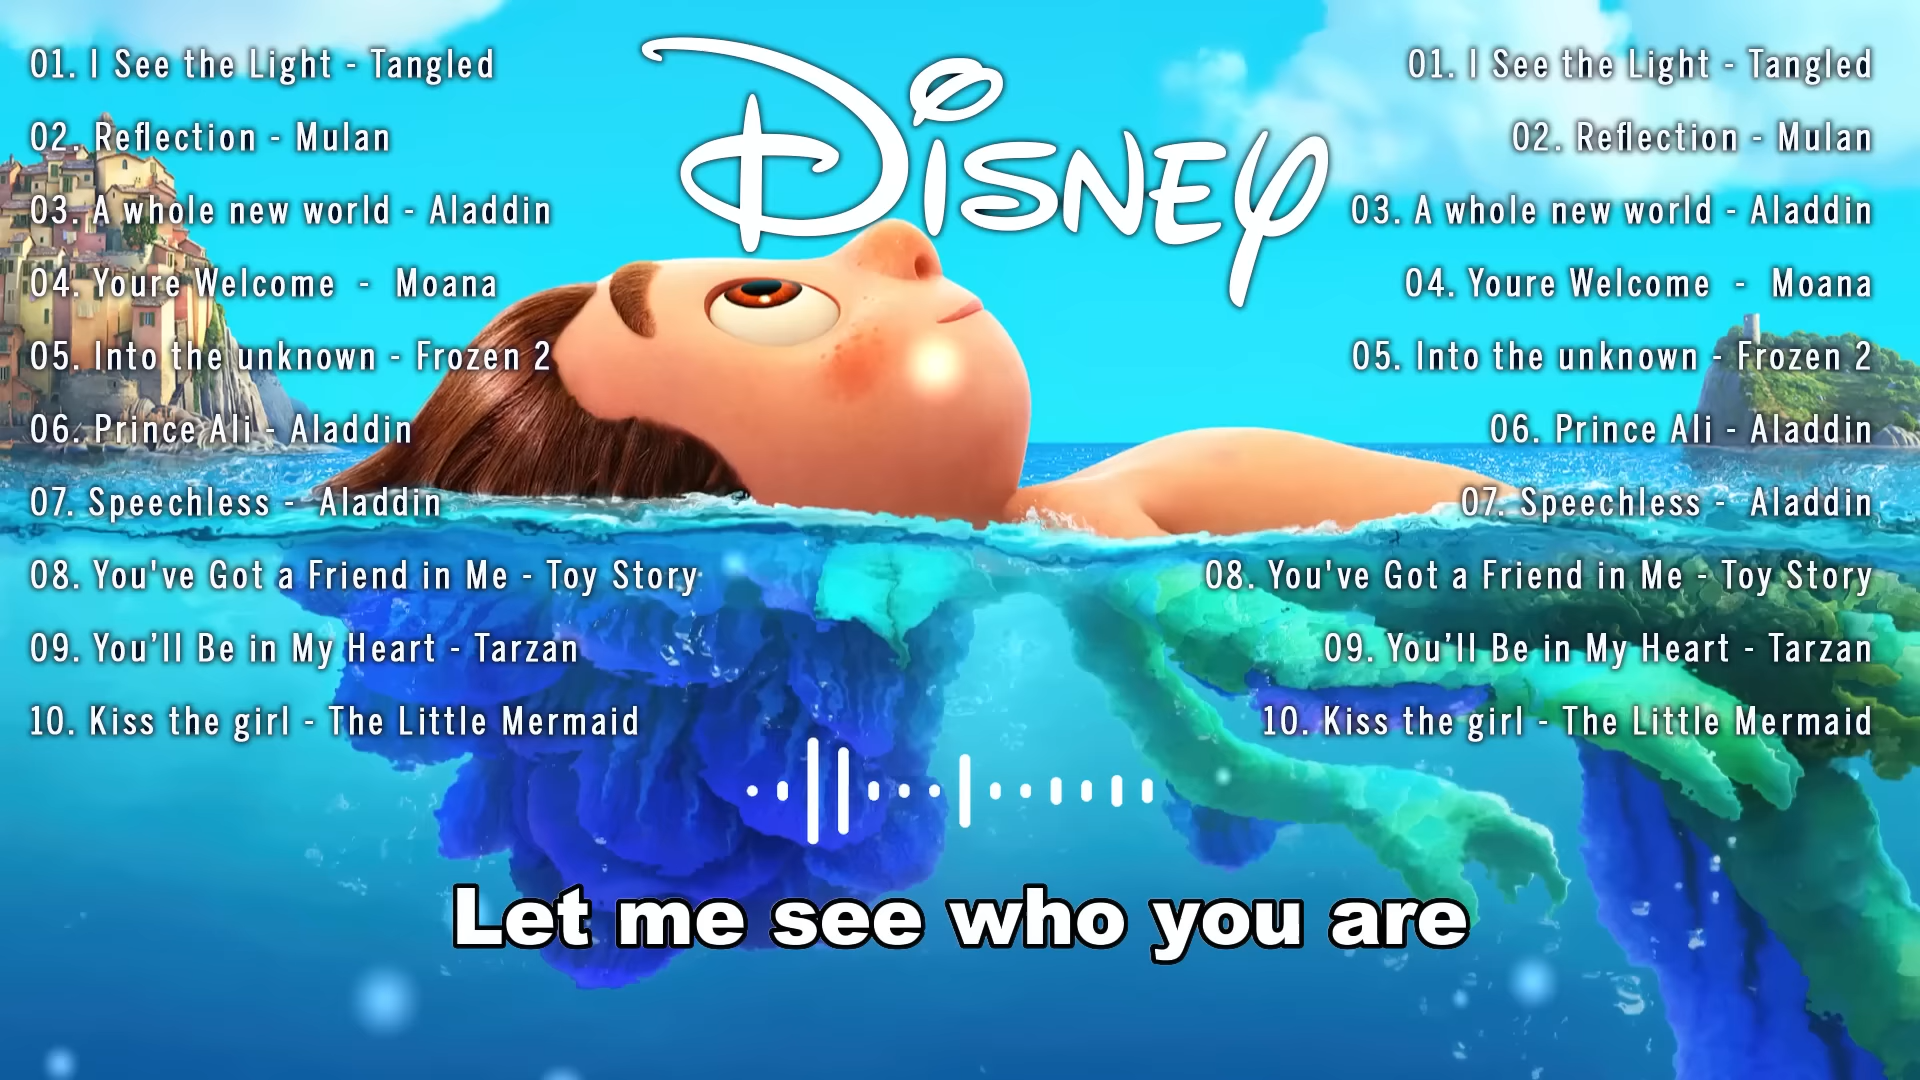 Disney
01. I See the Light - Tangled
02. Reflection - Mulan
03. A whole new world - Aladdin
04. Youre Welcome - Moana
05. Into the unknown - Frozen 2
06. Prince Ali - Aladdin
07. Speechless - Aladdin
08. You've Got a Friend in Me - Toy Story
09. You’ll Be in My Heart - Tarzan
10. Kiss the girl - The Little Mermaid
01. I See the Light - Tangled
02. Reflection - Mulan
03. A whole new world - Aladdin
04. Youre Welcome - Moana
05. Into the unknown - Frozen 2
06. Prince Ali - Aladdin
07. Speechless - Aladdin
08. You've Got a Friend in Me - Toy Story
09. You’ll Be in My Heart - Tarzan
10. Kiss the girl - The Little Mermaid
Let me see who you are